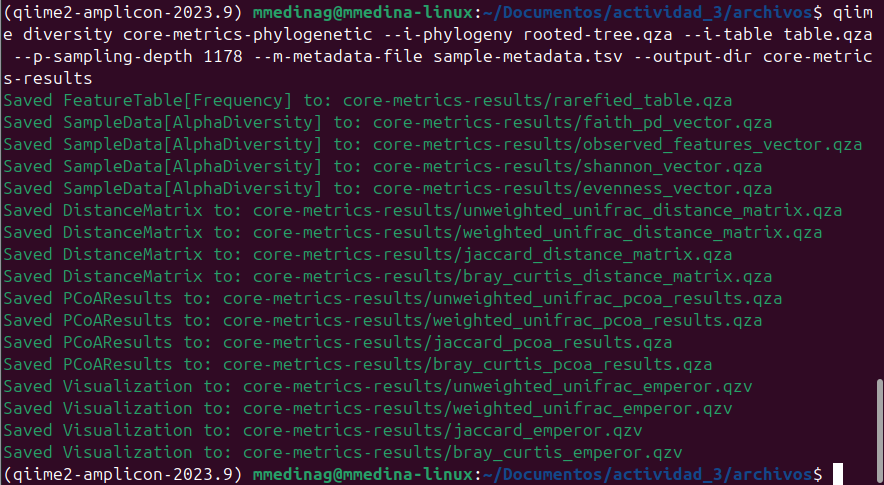 (qiime2-amplicon-2023.9) mmedinag@mmedina-linux:~/Documentos/actividad_3/archivos$ qiim
e diversity core-metrics-phylogenetic --i-phylogeny rooted-tree.qza --i-table table.qza
 --p-sampling-depth 1178 --m-metadata-file sample-metadata.tsv --output-dir core-metric
s-results
Saved FeatureTable[Frequency] to: core-metrics-results/rarefied_table.qza
Saved SampleData[AlphaDiversity] to: core-metrics-results/faith_pd_vector.qza
Saved SampleData[AlphaDiversity] to: core-metrics-results/observed_features_vector.qza
Saved SampleData[AlphaDiversity] to: core-metrics-results/shannon_vector.qza
Saved SampleData[AlphaDiversity] to: core-metrics-results/evenness_vector.qza
Saved DistanceMatrix to: core-metrics-results/unweighted_unifrac_distance_matrix.qza
Saved DistanceMatrix to: core-metrics-results/weighted_unifrac_distance_matrix.qza
Saved DistanceMatrix to: core-metrics-results/jaccard_distance_matrix.qza
Saved DistanceMatrix to: core-metrics-results/bray_curtis_distance_matrix.qza
Saved PCoAResults to: core-metrics-results/unweighted_unifrac_pcoa_results.qza
Saved PCoAResults to: core-metrics-results/weighted_unifrac_pcoa_results.qza
Saved PCoAResults to: core-metrics-results/jaccard_pcoa_results.qza
Saved PCoAResults to: core-metrics-results/bray_curtis_pcoa_results.qza
Saved Visualization to: core-metrics-results/unweighted_unifrac_emperor.qzv
Saved Visualization to: core-metrics-results/weighted_unifrac_emperor.qzv
Saved Visualization to: core-metrics-results/jaccard_emperor.qzv
Saved Visualization to: core-metrics-results/bray_curtis_emperor.qzv
(qiime2-amplicon-2023.9) mmedinag@mmedina-linux:~/Documentos/actividad_3/archivos$